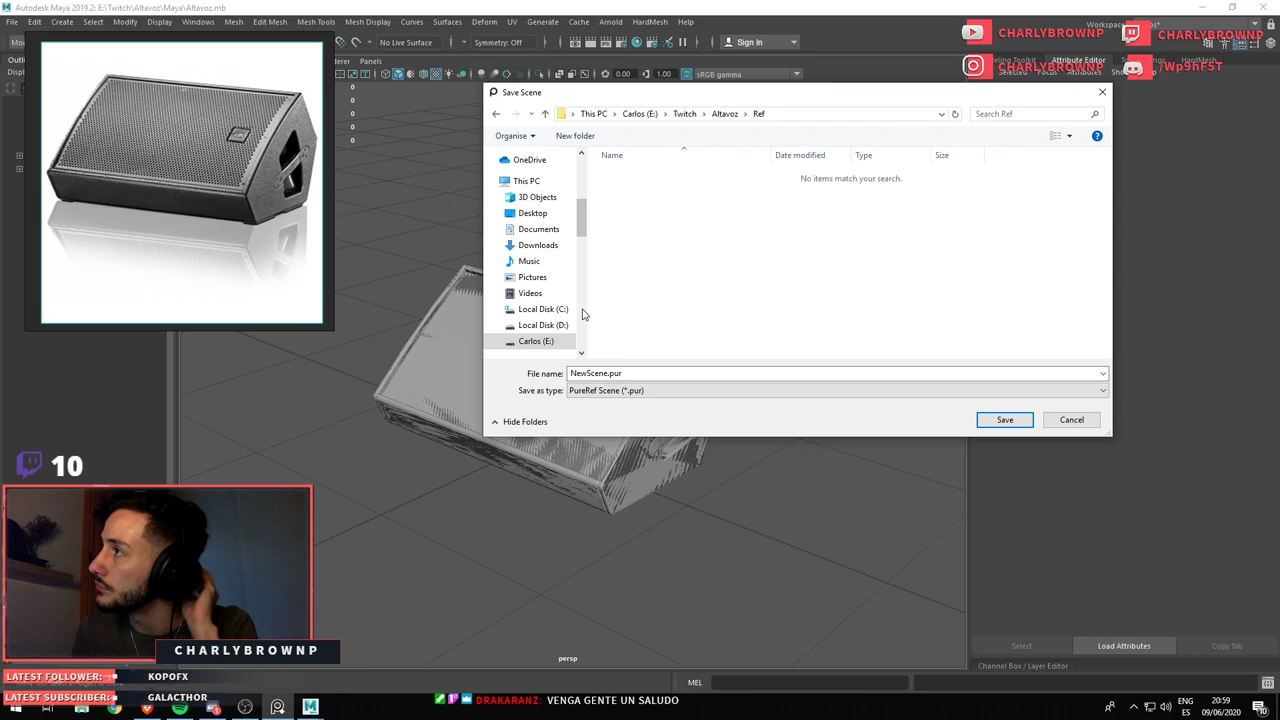 Autodesk Maya 2019.2: E:\Twitch\Altavoz\Maya\Altavoz.mb
File Edit Create Select Modify Display Windows Mesh Edit Mesh Mesh Tools Mesh Display Curves Surfaces Deform UV Generate Cache Arnold HardMesh Help
No Live Surface Symmetry: Off Sign In
CHARLYBROWNP CHARLYBROWNP
CHARLYBROWNP /Wp9nF5T
Panels 0.00 1.00 sRGB gamma
Attribute Editor
0
0
0
0
Save Scene
This PC Carlos (E:) Twitch Altavoz Ref Search Ref
Organise New folder
Name Date modified Type Size
No items match your search.
OneDrive
This PC
3D Objects
Desktop
Documents
Downloads
Music
Pictures
Videos
Local Disk (C:)
Local Disk (D:)
Carlos (E:)
File name: NewScene.pur
Save as type: PureRef Scene (*.pur)
Hide Folders Save Cancel
10
CHARLYBROWNP
LATEST FOLLOWER: KOPOFX
LATEST SUBSCRIBER: GALACTHOR
persp
Select Load Attributes Copy Tab
Channel Box / Layer Editor
MEL
DRAKARANZ: VENGA GENTE UN SALUDO
ENG
ES
20:59
09/06/2020